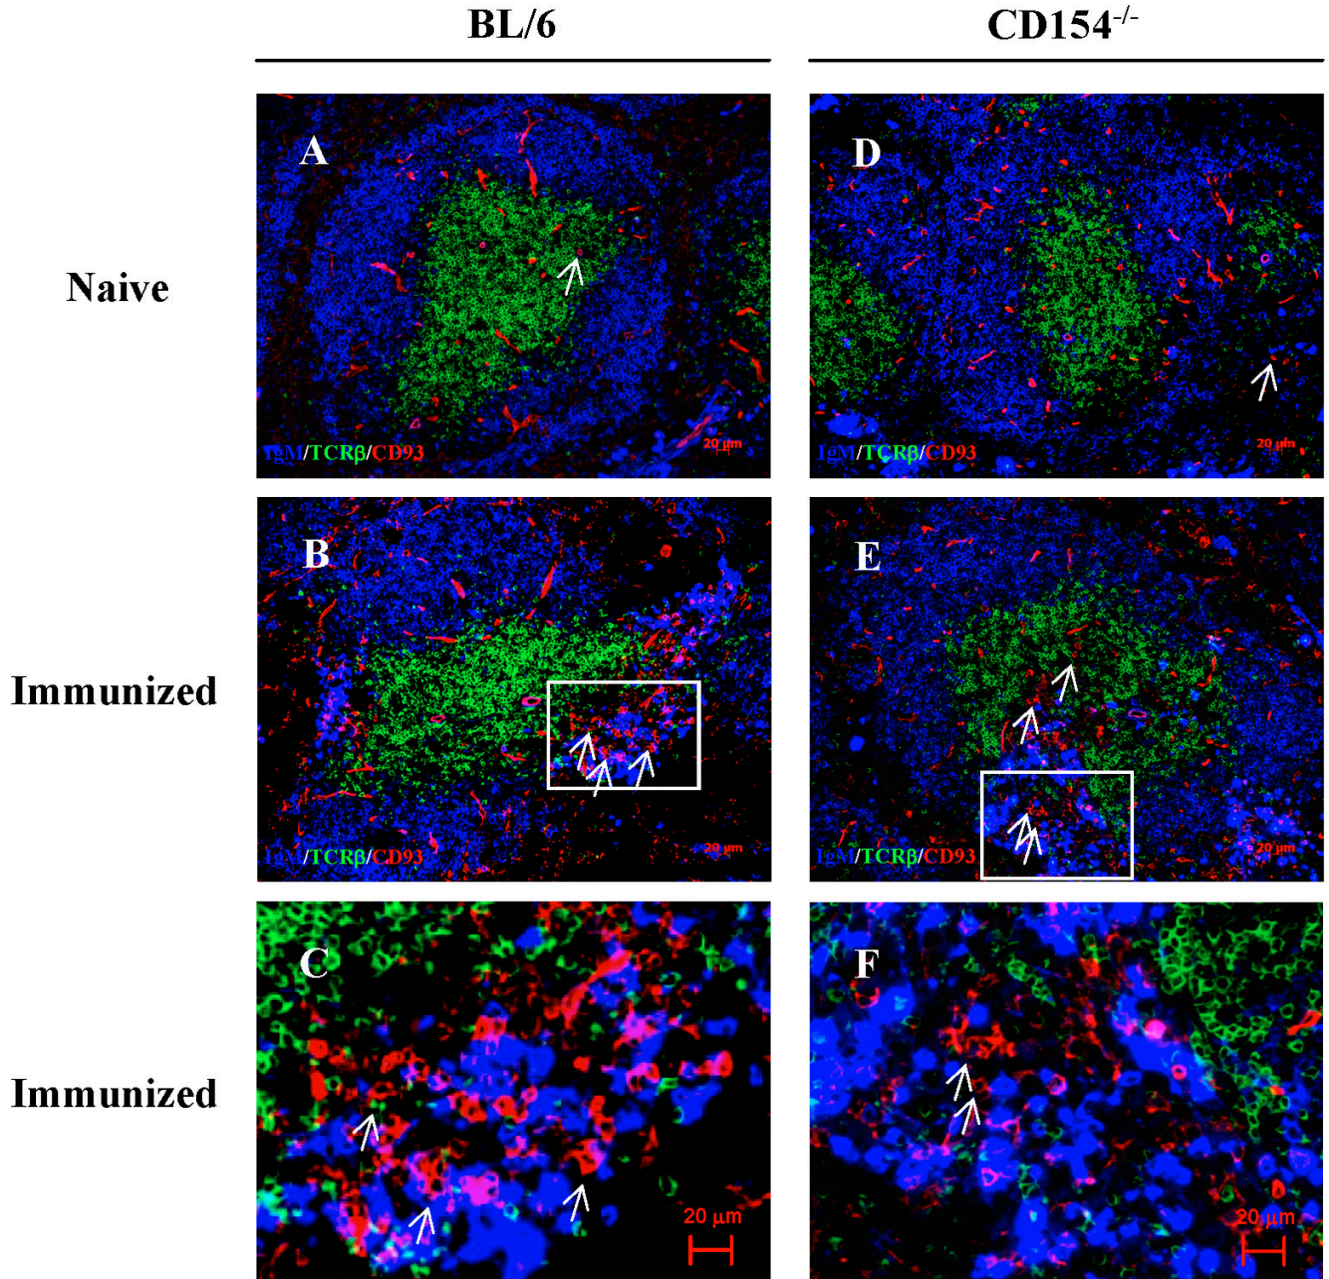 BL/6
CD154-/-
Naive
A
IgM/TCRβ/CD93
20 µm
D
IgM/TCRβ/CD93
20 µm
Immunized
B
IgM/TCRβ/CD93
20 µm
E
IgM/TCRβ/CD93
20 µm
Immunized
C
20 µm
F
20 µm